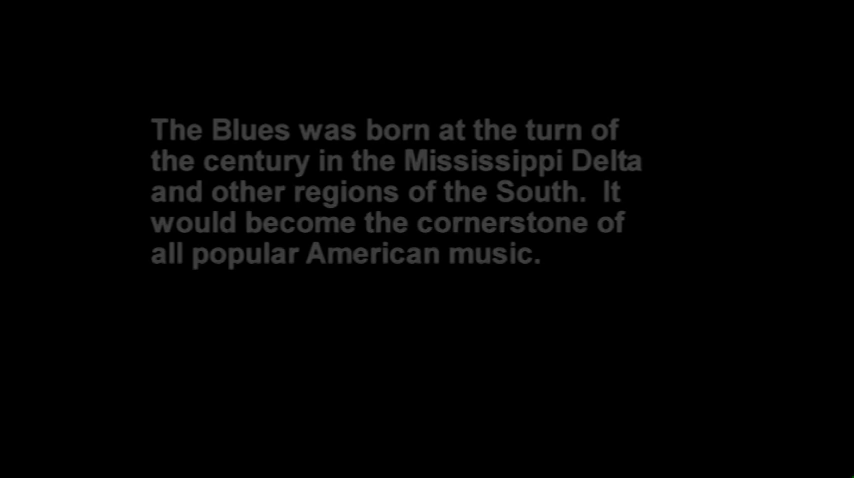 The Blues was born at the turn of
the century in the Mississippi Delta
and other regions of the South.  It
would become the cornerstone of
all popular American music.